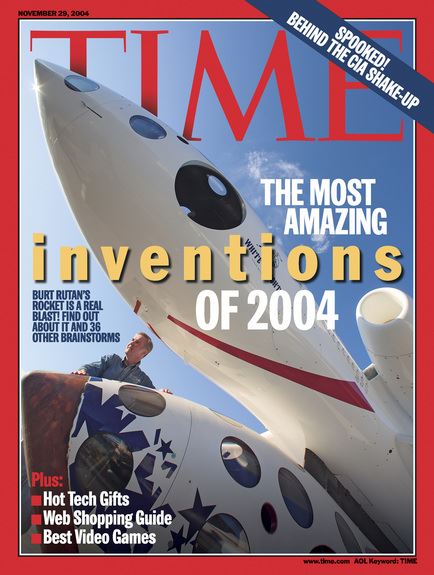 NOVEMBER 29, 2004
SPOOKED!
BEHIND THE CIA SHAKE-UP
TIME
THE MOST
AMAZING
inventions
OF 2004
BURT RUTAN'S
ROCKET IS A REAL
BLAST! FIND OUT
ABOUT IT AND 36
OTHER BRAINSTORMS
Plus:
Hot Tech Gifts
Web Shopping Guide
Best Video Games
www.time.com AOL Keyword: TIME